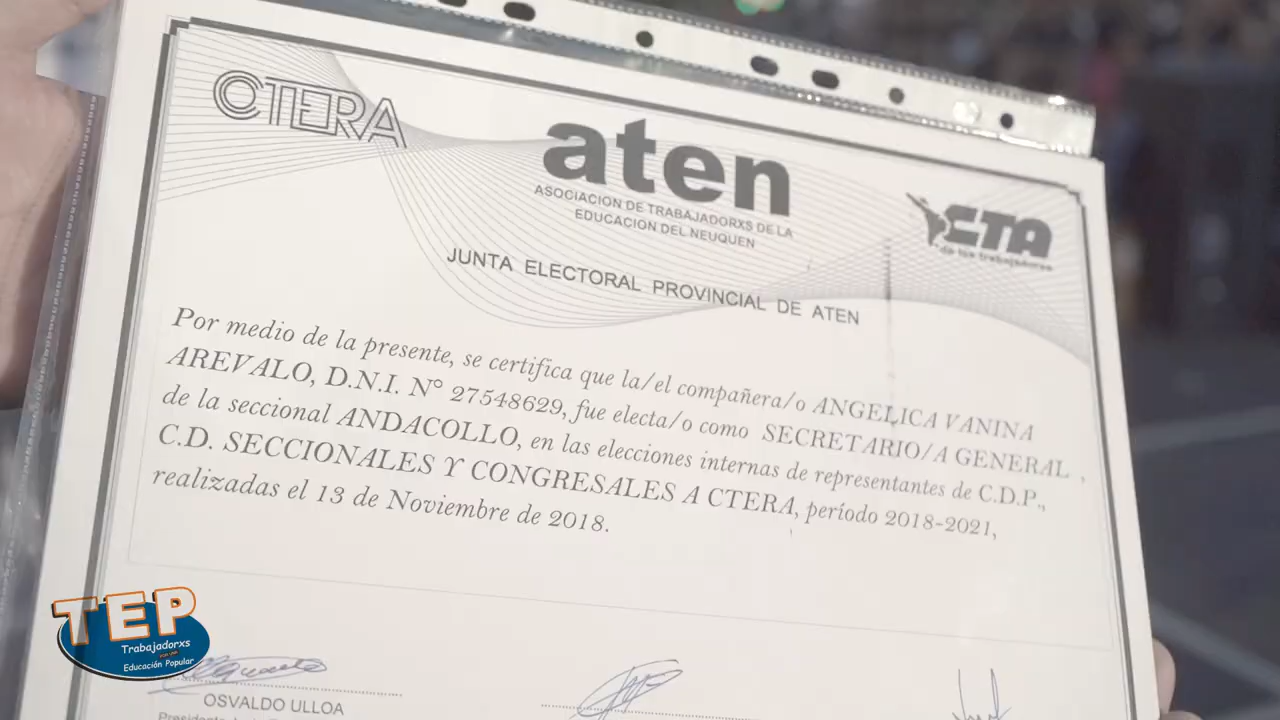 CTERA
aten
ASOCIACION DE TRABAJADORXS DE LA
EDUCACION DEL NEUQUEN
CTA
de los trabajadores
JUNTA ELECTORAL PROVINCIAL DE ATEN
Por medio de la presente, se certifica que la/el compañera/o ANGELICA VANINA
AREVALO, D.N.I. N° 27548629, fue electa/o como SECRETARIO/A GENERAL ,
de la seccional ANDACOLLO, en las elecciones internas de representantes de C.D.P.,
C.D. SECCIONALES Y CONGRESALES A CTERA, período 2018-2021,
realizadas el 13 de Noviembre de 2018.
TEP
Trabajadorxs
Educación Popular
OSVALDO ULLOA